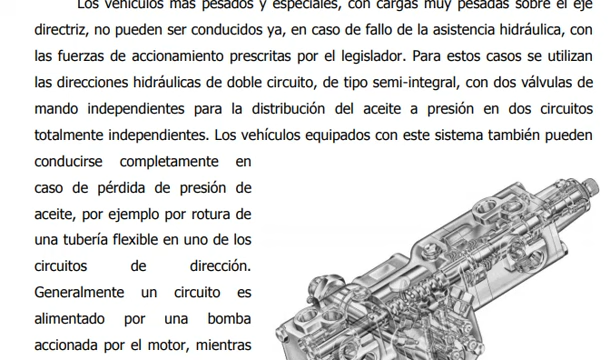 Los vehículos más pesados y especiales, con cargas muy pesadas sobre el eje
directriz, no pueden ser conducidos ya, en caso de fallo de la asistencia hidráulica, con
las fuerzas de accionamiento prescritas por el legislador. Para estos casos se utilizan
las direcciones hidráulicas de doble circuito, de tipo semi-integral, con dos válvulas de
mando independientes para la distribución del aceite a presión en dos circuitos
totalmente independientes. Los vehículos equipados con este sistema también pueden
conducirse completamente en
caso de pérdida de presión de
aceite, por ejemplo por rotura de
una tubería flexible en uno de los
circuitos de dirección.
Generalmente un circuito es
alimentado por una bomba
accionada por el motor, mientras